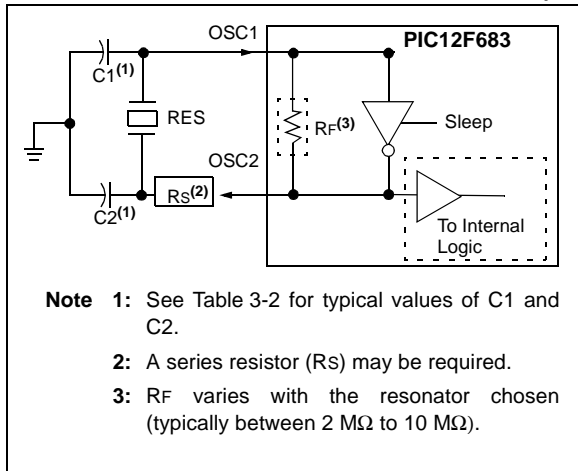 OSC1
PIC12F683
C1(1)
RES
RF(3)
Sleep
OSC2
C2(1)
RS(2)
To Internal
Logic
Note 1: See Table 3-2 for typical values of C1 and
C2.
2: A series resistor (RS) may be required.
3: RF varies with the resonator chosen
(typically between 2 MΩ to 10 MΩ).